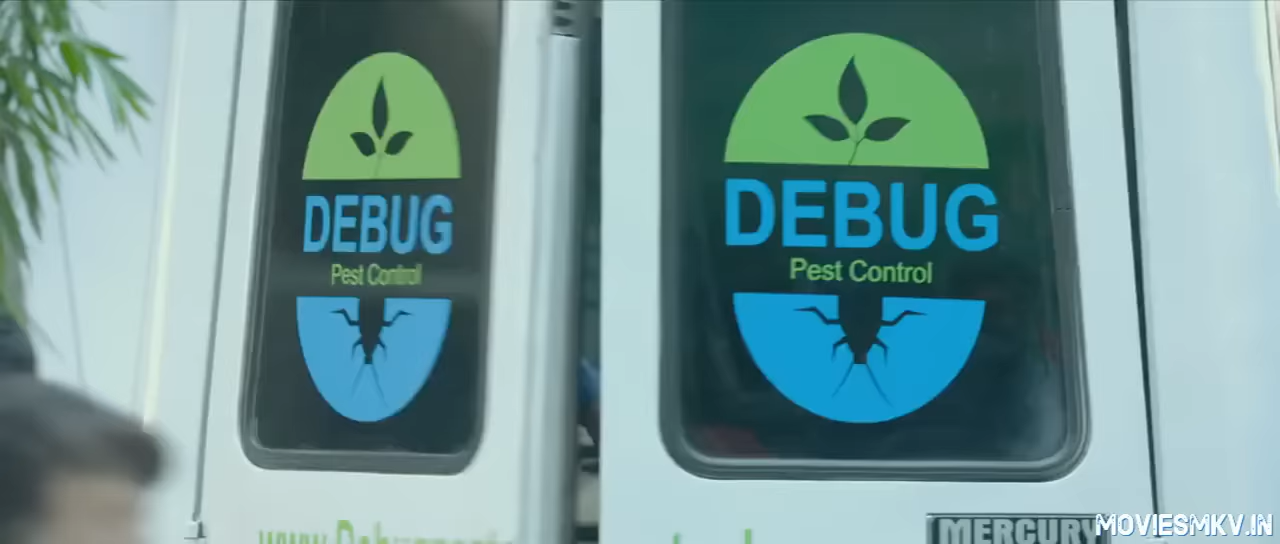 DEBUG
Pest Control
DEBUG
Pest Control
MERCURY
MOVIESMKV.IN